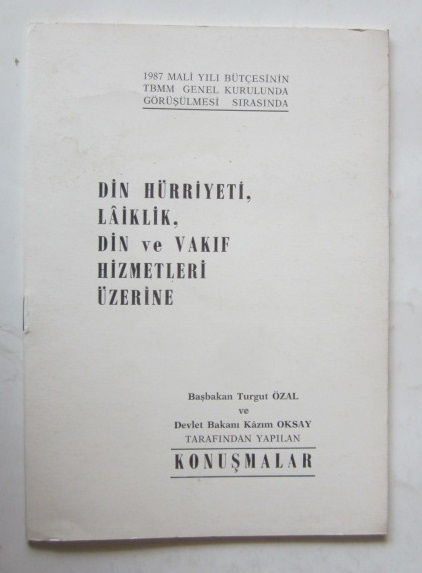 1987 MALİ YILI BÜTÇESİNİN
TBMM GENEL KURULUNDA
GÖRÜŞÜLMESİ SIRASINDA
DİN HÜRRİYETİ,
LÂİKLİK,
DİN ve VAKIF
HİZMETLERİ
ÜZERİNE
Başbakan Turgut ÖZAL
ve
Devlet Bakanı Kâzım OKSAY
TARAFINDAN YAPILAN
KONUŞMALAR